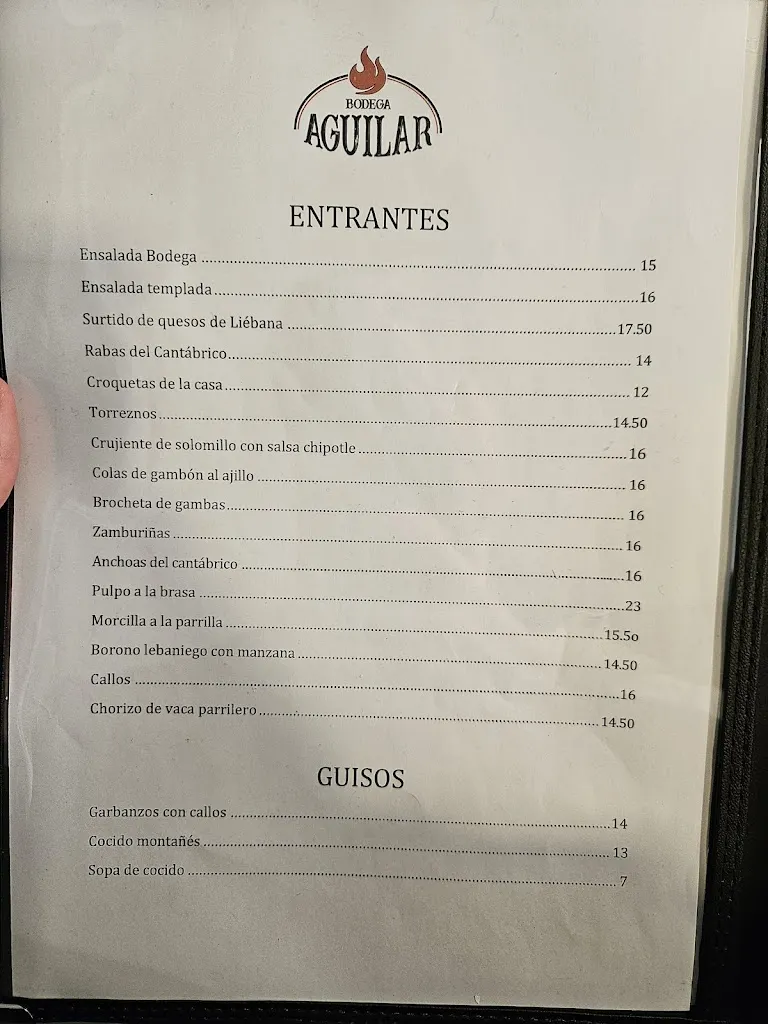 BODEGA
AGUILAR
ENTRANTES
Ensalada Bodega ........ 15
Ensalada templada ........ 16
Surtido de quesos de Liébana ........ 17.50
Rabas del Cantábrico ........ 14
Croquetas de la casa ........ 12
Torreznos ........ 14.50
Crujiente de solomillo con salsa chipotle ........ 16
Colas de gambón al ajillo ........ 16
Brocheta de gambas ........ 16
Zamburiñas ........ 16
Anchoas del cantábrico ........ 16
Pulpo a la brasa ........ 23
Morcilla a la parrilla ........ 15.5o
Borono lebaniego con manzana ........ 14.50
Callos ........ 16
Chorizo de vaca parrilero ........ 14.50
GUISOS
Garbanzos con callos ........ 14
Cocido montañés ........ 13
Sopa de cocido ........ 7